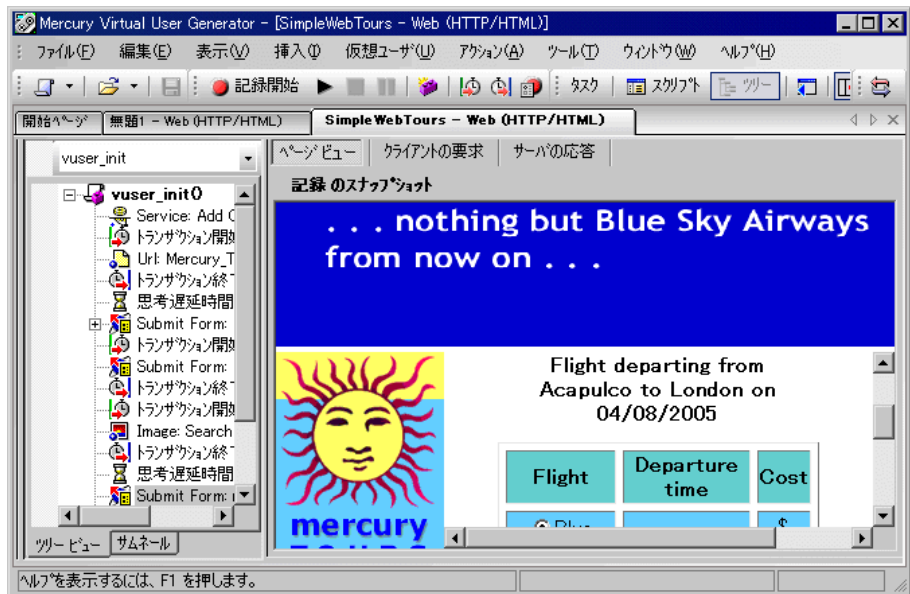 Mercury Virtual User Generator - [SimpleWebTours - Web (HTTP/HTML)]
ファイル(F) 編集(E) 表示(V) 挿入(I) 仮想ユーザ(U) アクション(A) ツール(T) ウィンドウ(W) ヘルプ(H)
記録開始 タスク スクリプト ツリー
開始ページ 無題1 - Web (HTTP/HTML) SimpleWebTours - Web (HTTP/HTML)
vuser_init
ページ ビュー クライアントの要求 サーバの応答
記録 のスナップショット
vuser_init()
Service: Add C
トランザクション開始
Url: Mercury_T
トランザクション終了
思考遅延時間
Submit Form:
トランザクション開始
Submit Form:
トランザクション終了
トランザクション開始
Image: Search
トランザクション終了
思考遅延時間
Submit Form:
ツリー ビュー サムネール
. . . nothing but Blue Sky Airways
from now on . . .
mercury
Flight departing from
Acapulco to London on
04/08/2005
Flight Departure time Cost
Blue $
ヘルプを表示するには、F1 を押します。